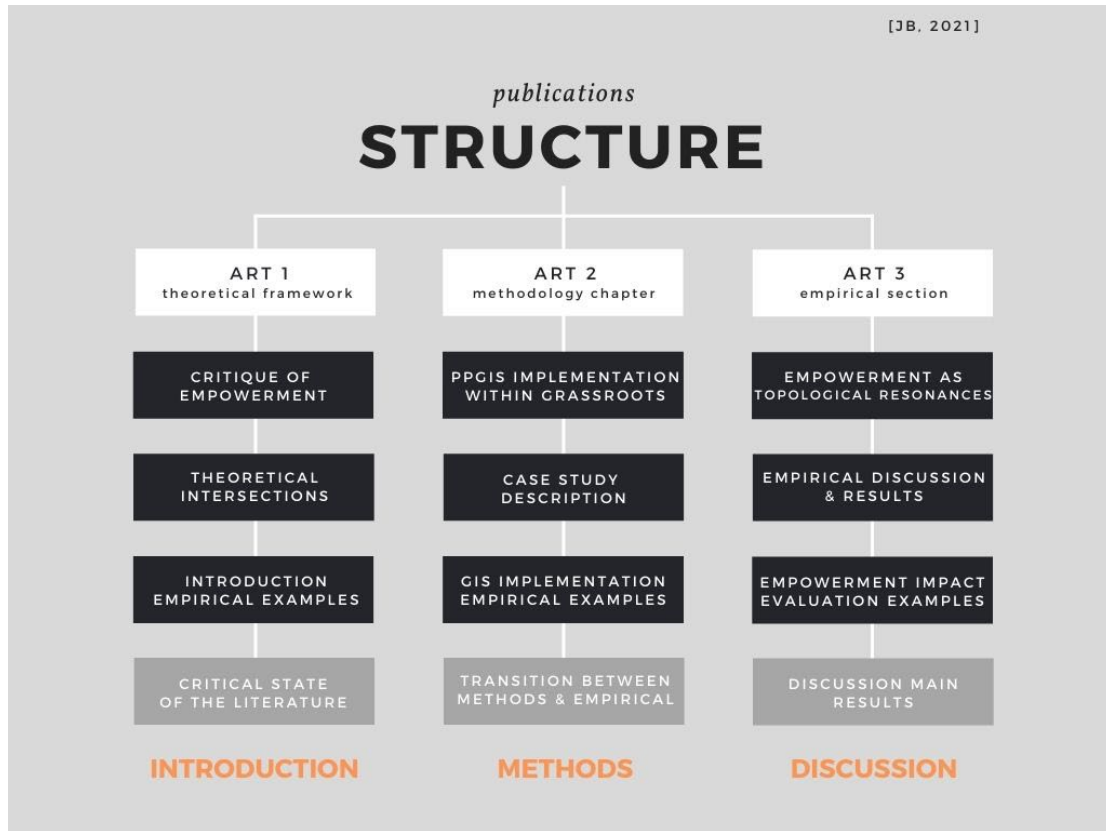 [JB, 2021]
publications
STRUCTURE
ART 1
theoretical framework
CRITIQUE OF
EMPOWERMENT
THEORETICAL
INTERSECTIONS
INTRODUCTION
EMPIRICAL EXAMPLES
CRITICAL STATE
OF THE LITERATURE
INTRODUCTION
ART 2
methodology chapter
PPGIS IMPLEMENTATION
WITHIN GRASSROOTS
CASE STUDY
DESCRIPTION
GIS IMPLEMENTATION
EMPIRICAL EXAMPLES
TRANSITION BETWEEN
METHODS & EMPIRICAL
METHODS
ART 3
empirical section
EMPOWERMENT AS
TOPOLOGICAL RESONANCES
EMPIRICAL DISCUSSION
& RESULTS
EMPOWERMENT IMPACT
EVALUATION EXAMPLES
DISCUSSION MAIN
RESULTS
DISCUSSION